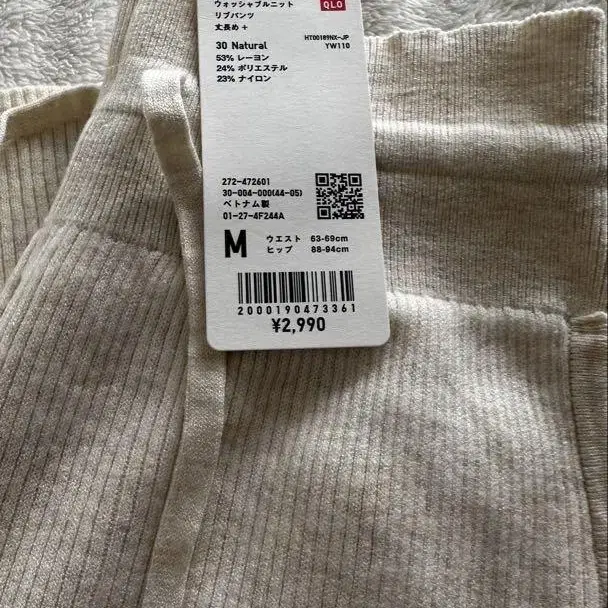 ウォッシャブルニット
リブパンツ
丈長め＋
QLO
30 Natural
HT00189NX-JP
YW110
53% レーヨン
24% ポリエステル
23% ナイロン
272-472601
30-004-000(44-05)
ベトナム製
01-27-4F244A
M
ウエスト 63-69cm
ヒップ 88-94cm
2000190473361
¥2,990